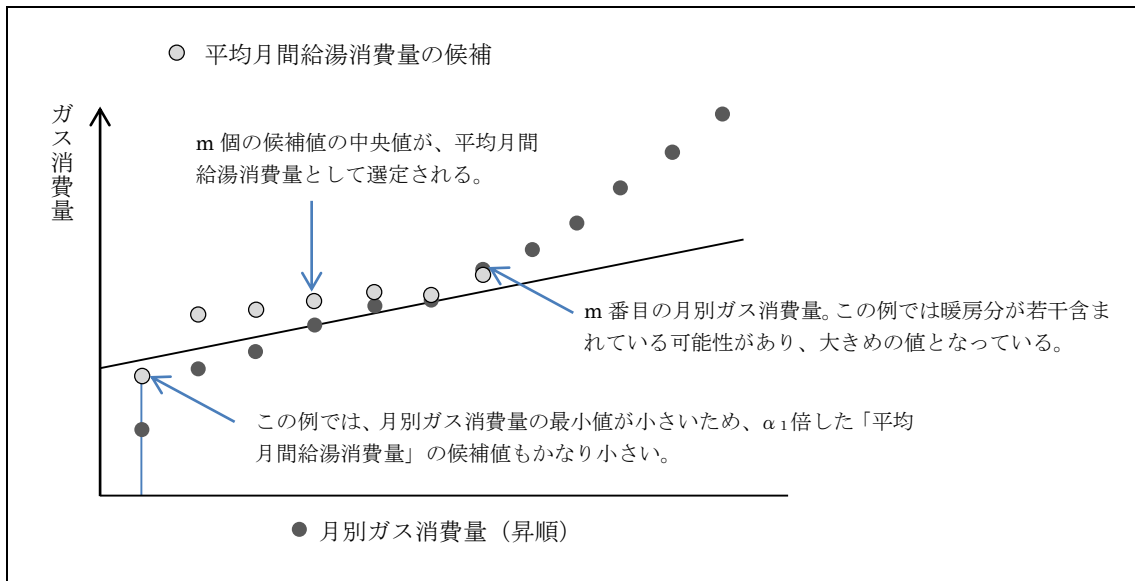 平均月間給湯消費量の候補
ガス消費量
m 個の候補値の中央値が、平均月間
給湯消費量として選定される。
m 番目の月別ガス消費量。この例では暖房分が若干含ま
れている可能性があり、大きめの値となっている。
この例では、月別ガス消費量の最小値が小さいため、α₁倍した「平均
月間給湯消費量」の候補値もかなり小さい。
月別ガス消費量（昇順）